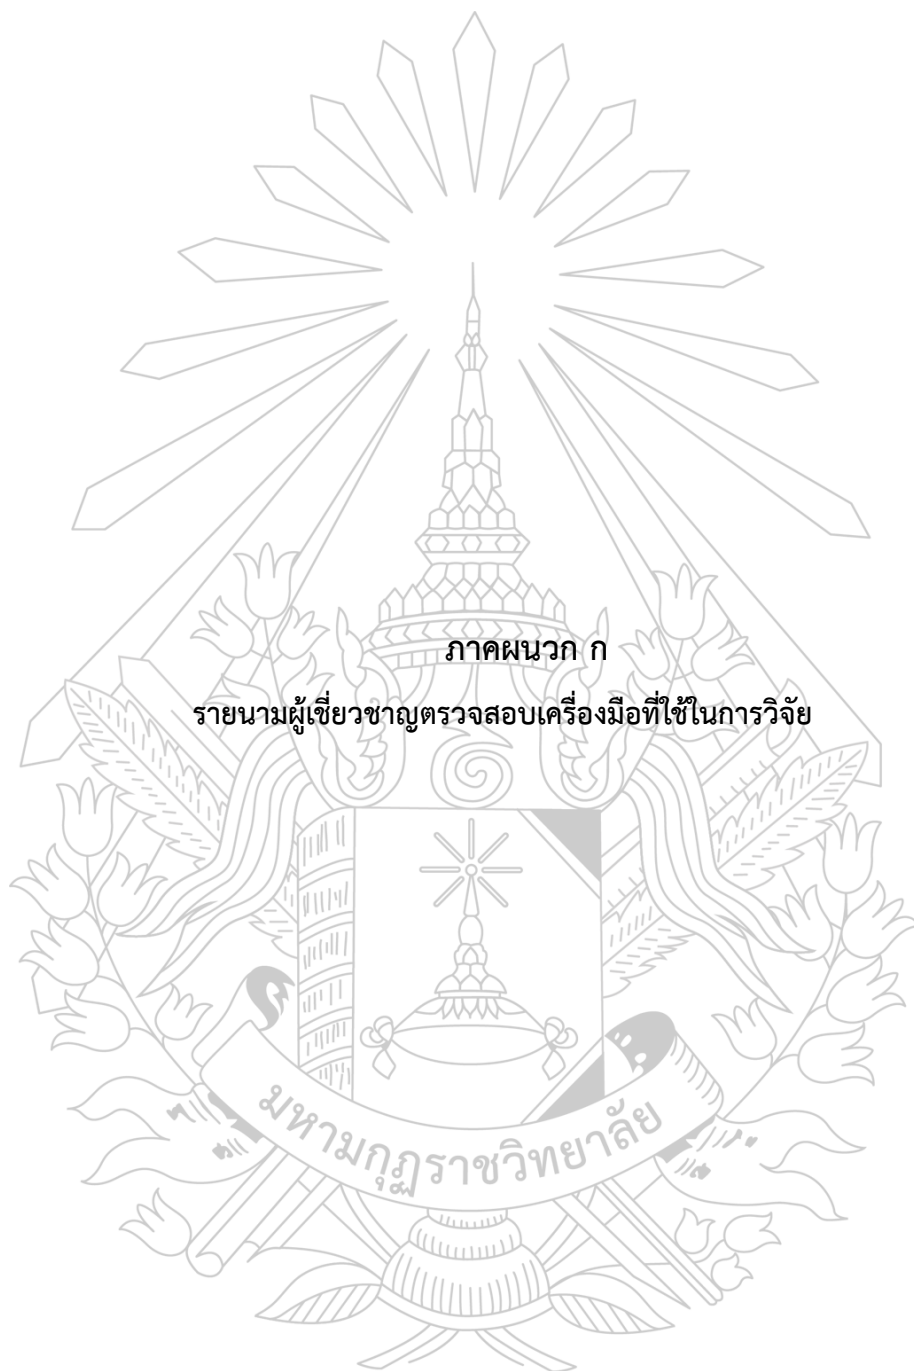 ภาคผนวก ก
รายนามผู้เชี่ยวชาญตรวจสอบเครื่องมือที่ใช้ในการวิจัย
มหามกุฏราชวิทยาลัย